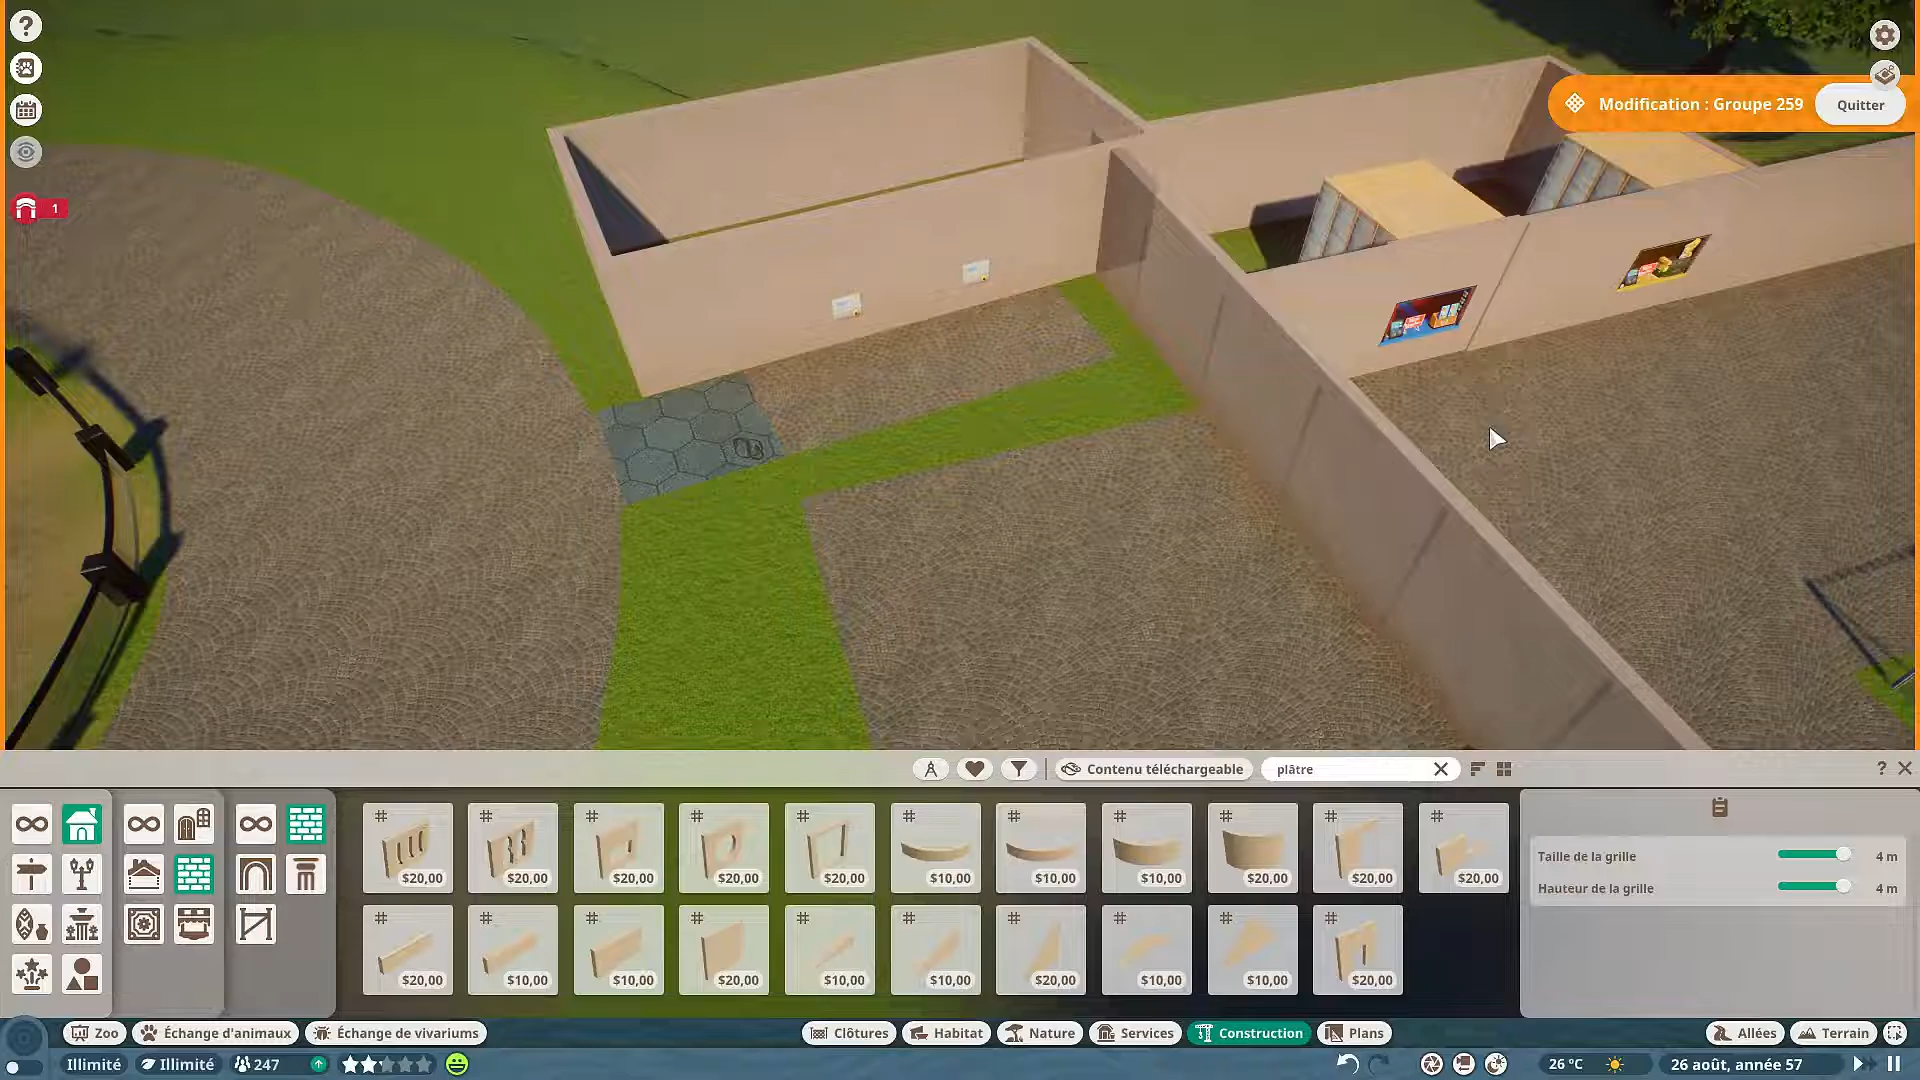 ?
Modification : Groupe 259
Quitter
1
Contenu téléchargeable
plâtre
?
$20,00
$20,00
$20,00
$20,00
$20,00
$10,00
$10,00
$10,00
$20,00
$20,00
$20,00
$20,00
$10,00
$10,00
$20,00
$10,00
$10,00
$20,00
$10,00
$10,00
$20,00
Taille de la grille
4 m
Hauteur de la grille
4 m
Zoo
Échange d'animaux
Échange de vivariums
Clôtures
Habitat
Nature
Services
Construction
Plans
Allées
Terrain
Illimité
Illimité
247
26 °C
26 août, année 57